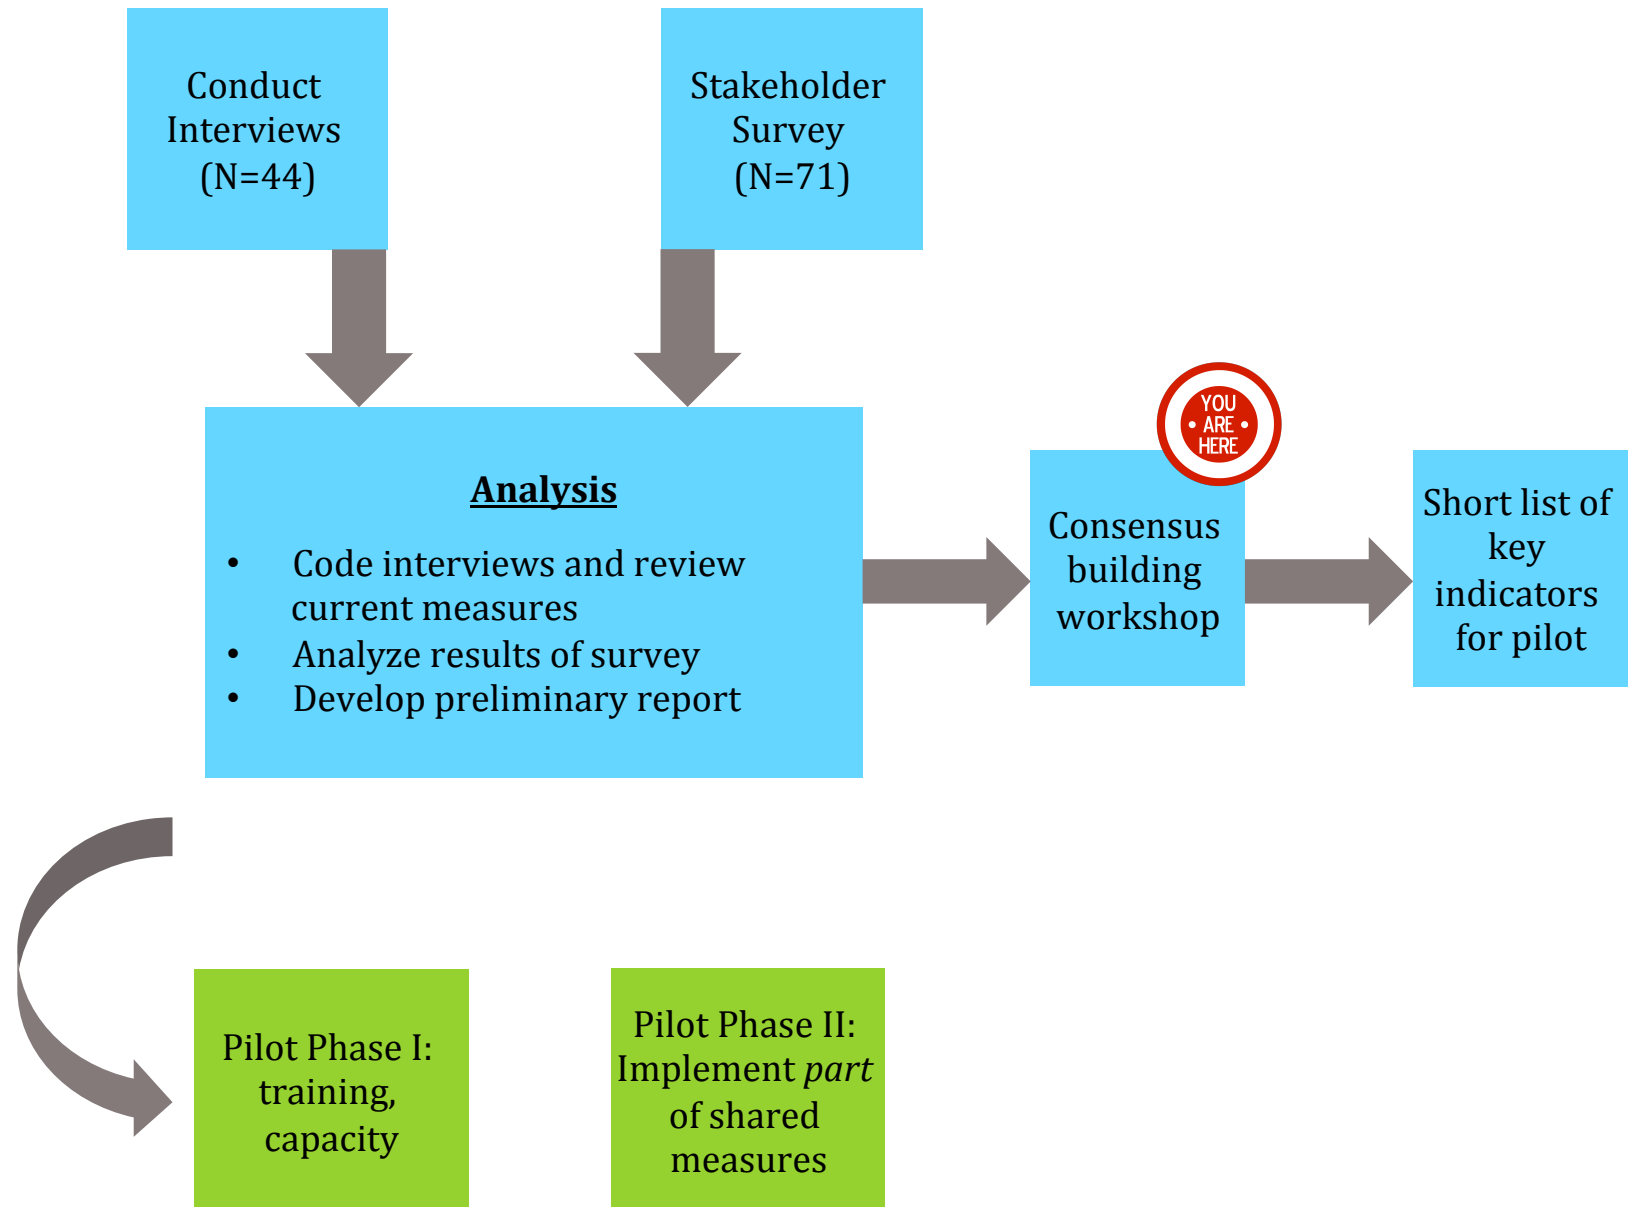 Conduct
Interviews
(N=44)
Stakeholder
Survey
(N=71)
Analysis
• Code interviews and review
current measures
• Analyze results of survey
• Develop preliminary report
YOU
• ARE •
HERE
Consensus
building
workshop
Short list of
key
indicators
for pilot
Pilot Phase I:
training,
capacity
Pilot Phase II:
Implement part
of shared
measures